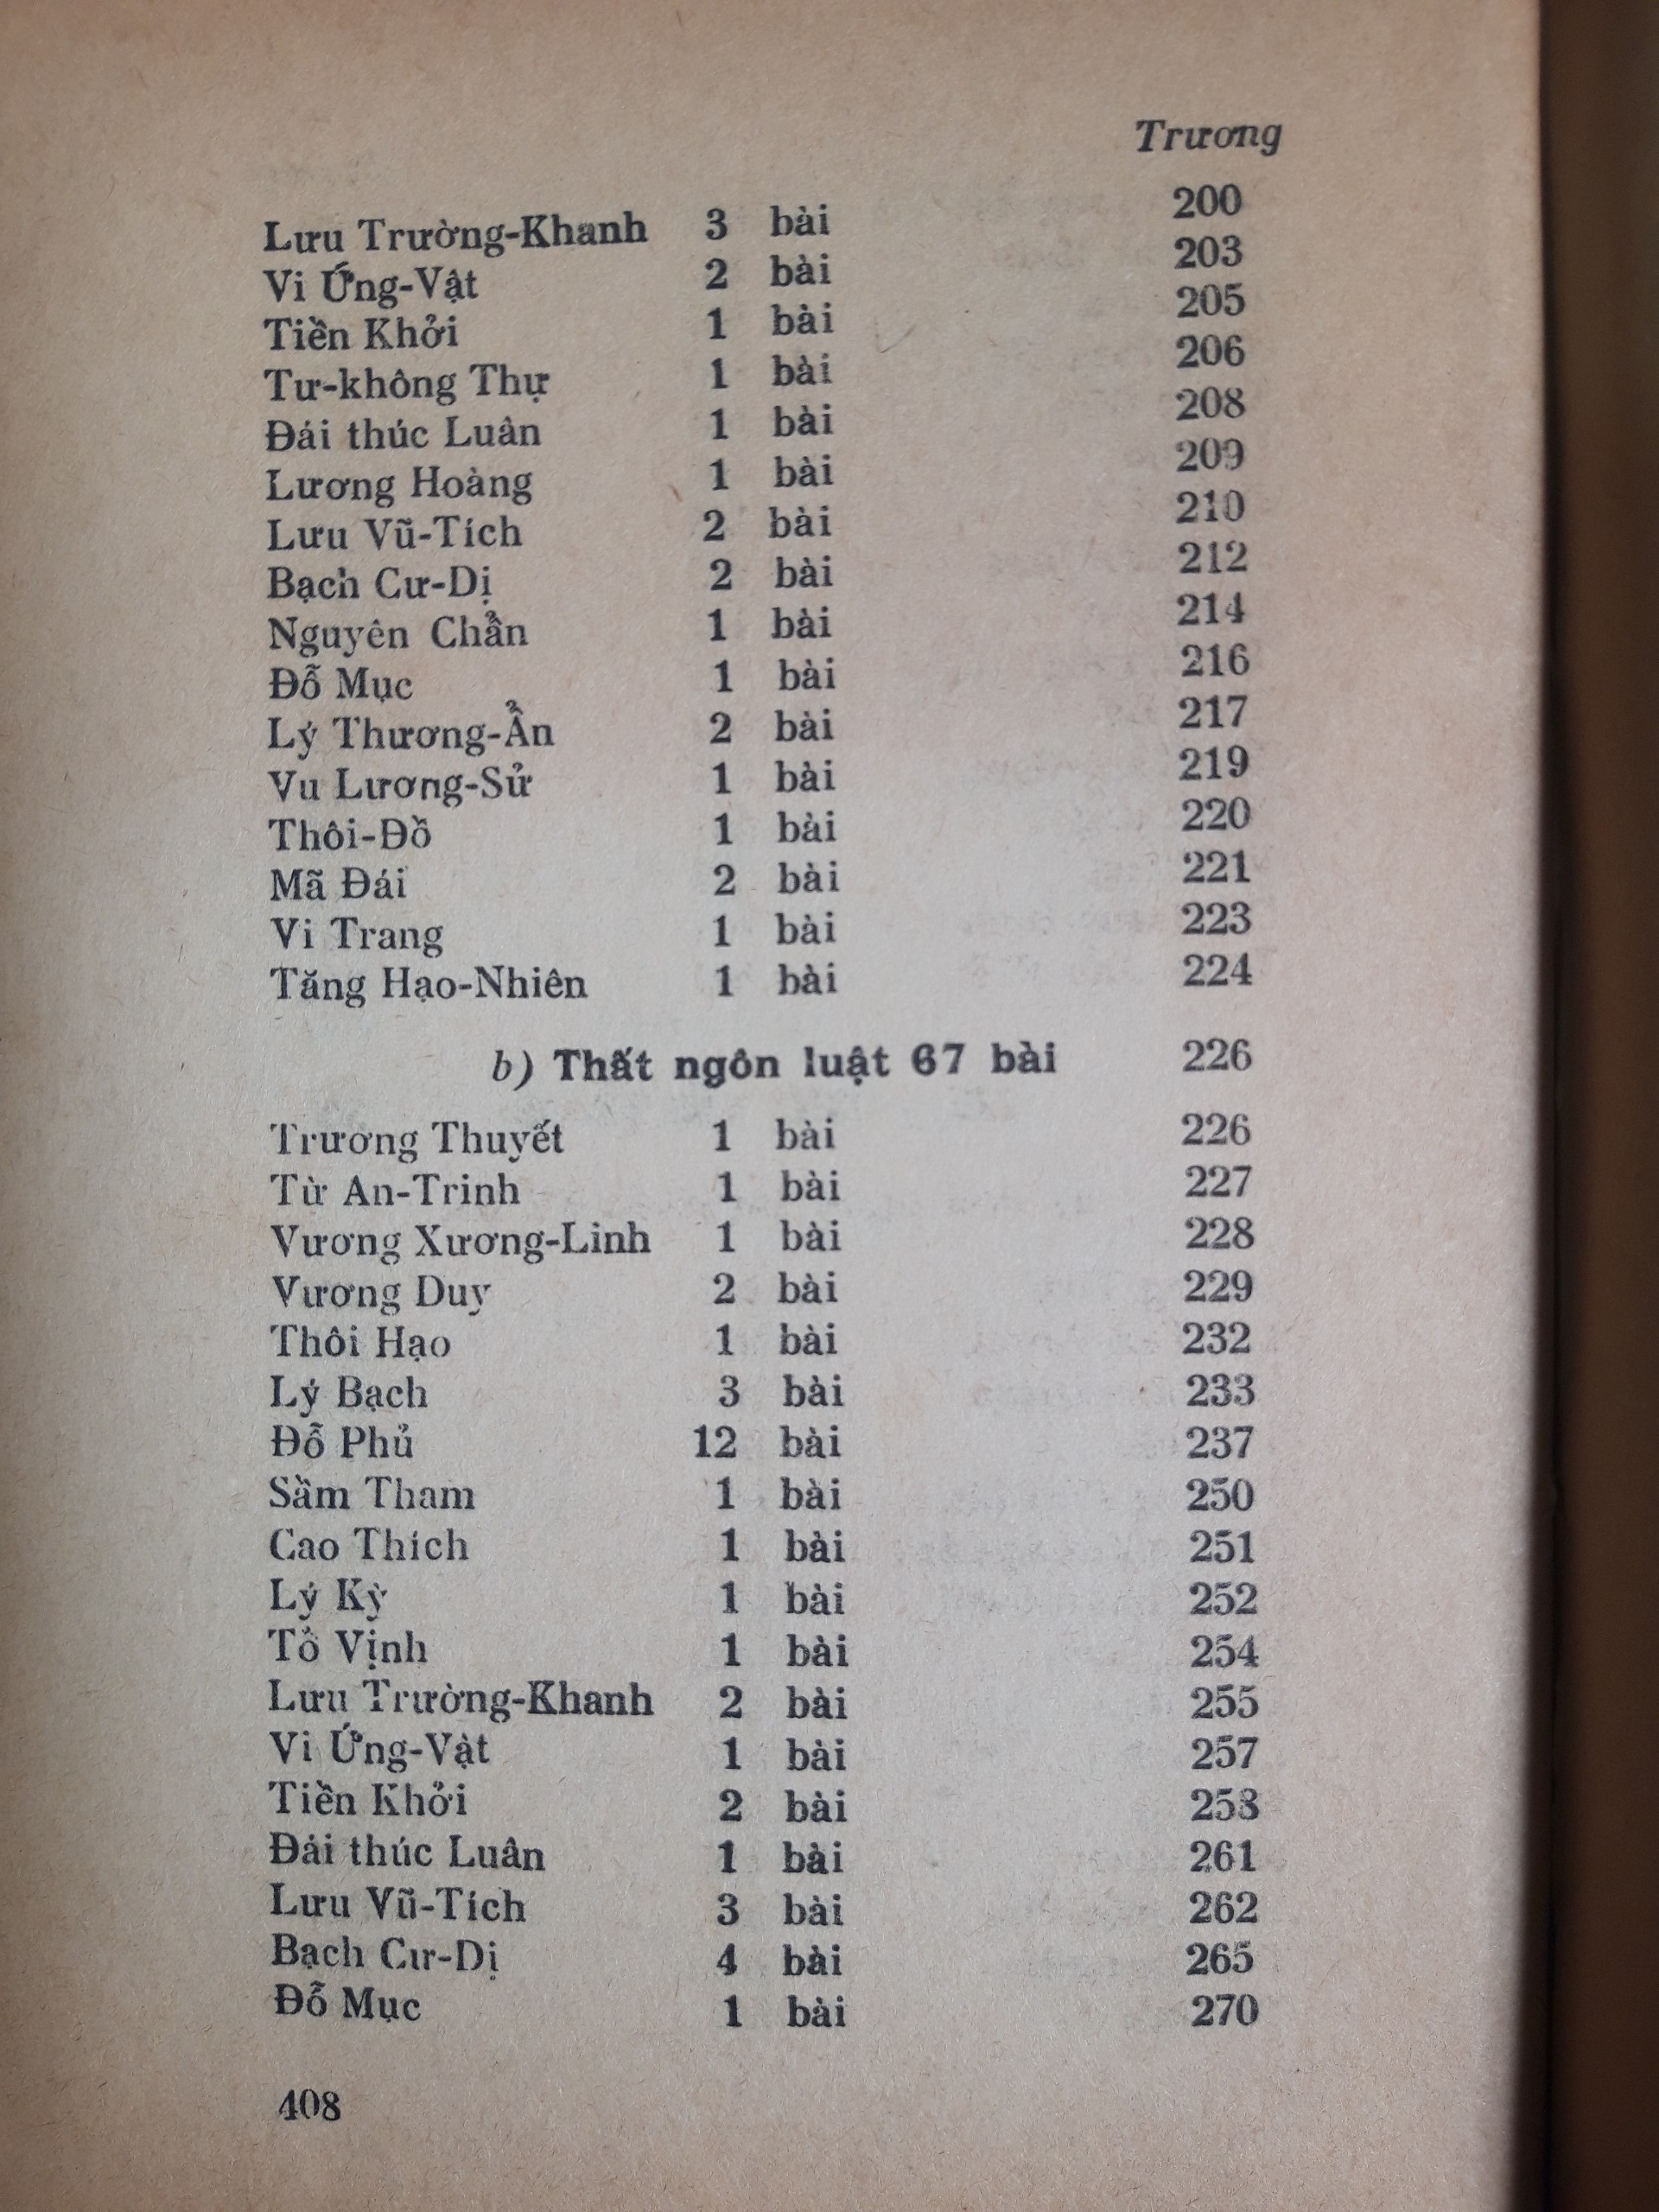 Trương
Lưu Trường-Khanh 3 bài 200
Vi Ứng-Vật 2 bài 203
Tiền Khởi 1 bài 205
Tư-không Thự 1 bài 206
Đái thúc Luân 1 bài 208
Lương Hoàng 1 bài 209
Lưu Vũ-Tích 2 bài 210
Bạch Cư-Dị 2 bài 212
Nguyên Chẩn 1 bài 214
Đỗ Mục 1 bài 216
Lý Thương-Ẩn 2 bài 217
Vu Lương-Sử 1 bài 219
Thôi-Đồ 1 bài 220
Mã Đái 2 bài 221
Vi Trang 1 bài 223
Tăng Hạo-Nhiên 1 bài 224
b) Thất ngôn luật 67 bài 226
Trương Thuyết 1 bài 226
Từ An-Trinh 1 bài 227
Vương Xương-Linh 1 bài 228
Vương Duy 2 bài 229
Thôi Hạo 1 bài 232
Lý Bạch 3 bài 233
Đỗ Phủ 12 bài 237
Sầm Tham 1 bài 250
Cao Thích 1 bài 251
Lý Kỳ 1 bài 252
Tổ Vịnh 1 bài 254
Lưu Trường-Khanh 2 bài 255
Vi Ứng-Vật 1 bài 257
Tiền Khởi 2 bài 258
Đái thúc Luân 1 bài 261
Lưu Vũ-Tích 3 bài 262
Bạch Cư-Dị 4 bài 265
Đỗ Mục 1 bài 270
408